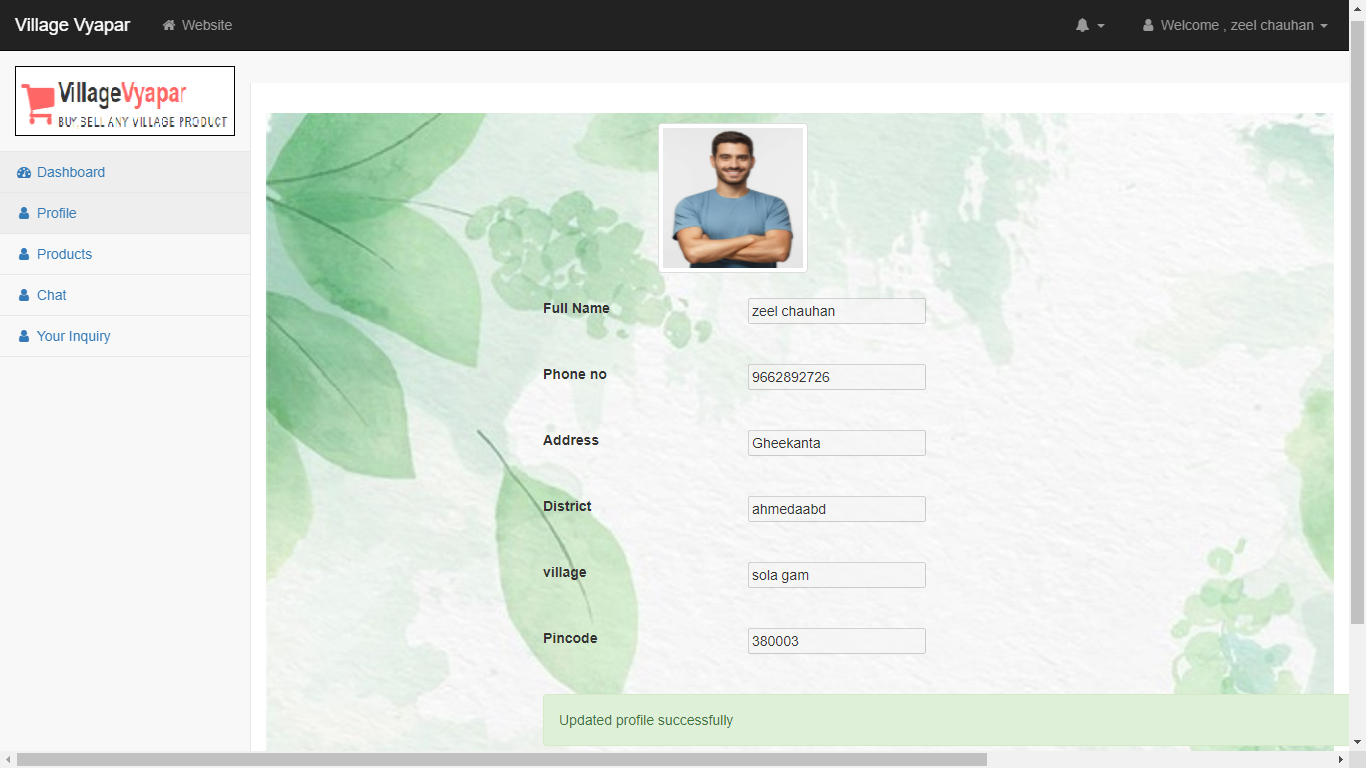 Village Vyapar Website Welcome , zeel chauhan
VillageVyapar
BUY SELL ANY VILLAGE PRODUCT
Dashboard
Profile
Products
Chat
Your Inquiry
Full Name zeel chauhan
Phone no 9662892726
Address Gheekanta
District ahmedaabd
village sola gam
Pincode 380003
Updated profile successfully